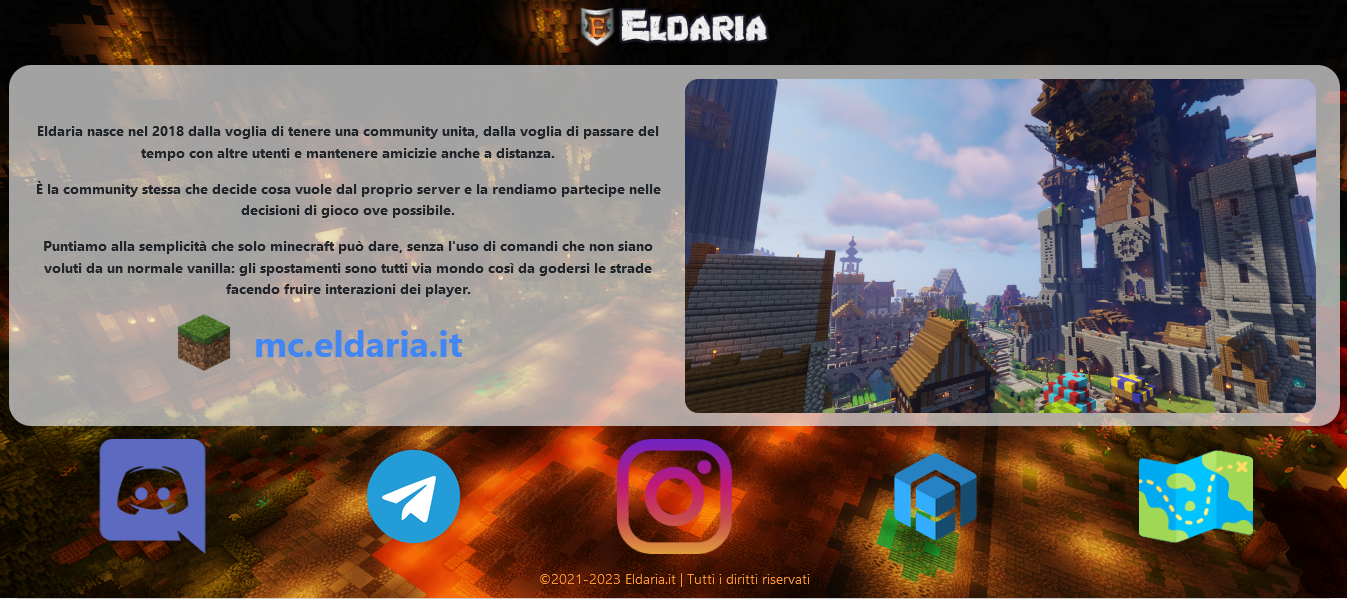 ELDARIA
Eldaria nasce nel 2018 dalla voglia di tenere una community unita, dalla voglia di passare del
tempo con altre utenti e mantenere amicizie anche a distanza.
È la community stessa che decide cosa vuole dal proprio server e la rendiamo partecipe nelle
decisioni di gioco ove possibile.
Puntiamo alla semplicità che solo minecraft può dare, senza l'uso di comandi che non siano
voluti da un normale vanilla: gli spostamenti sono tutti via mondo così da godersi le strade
facendo fruire interazioni dei player.
mc.eldaria.it
©2021-2023 Eldaria.it | Tutti i diritti riservati